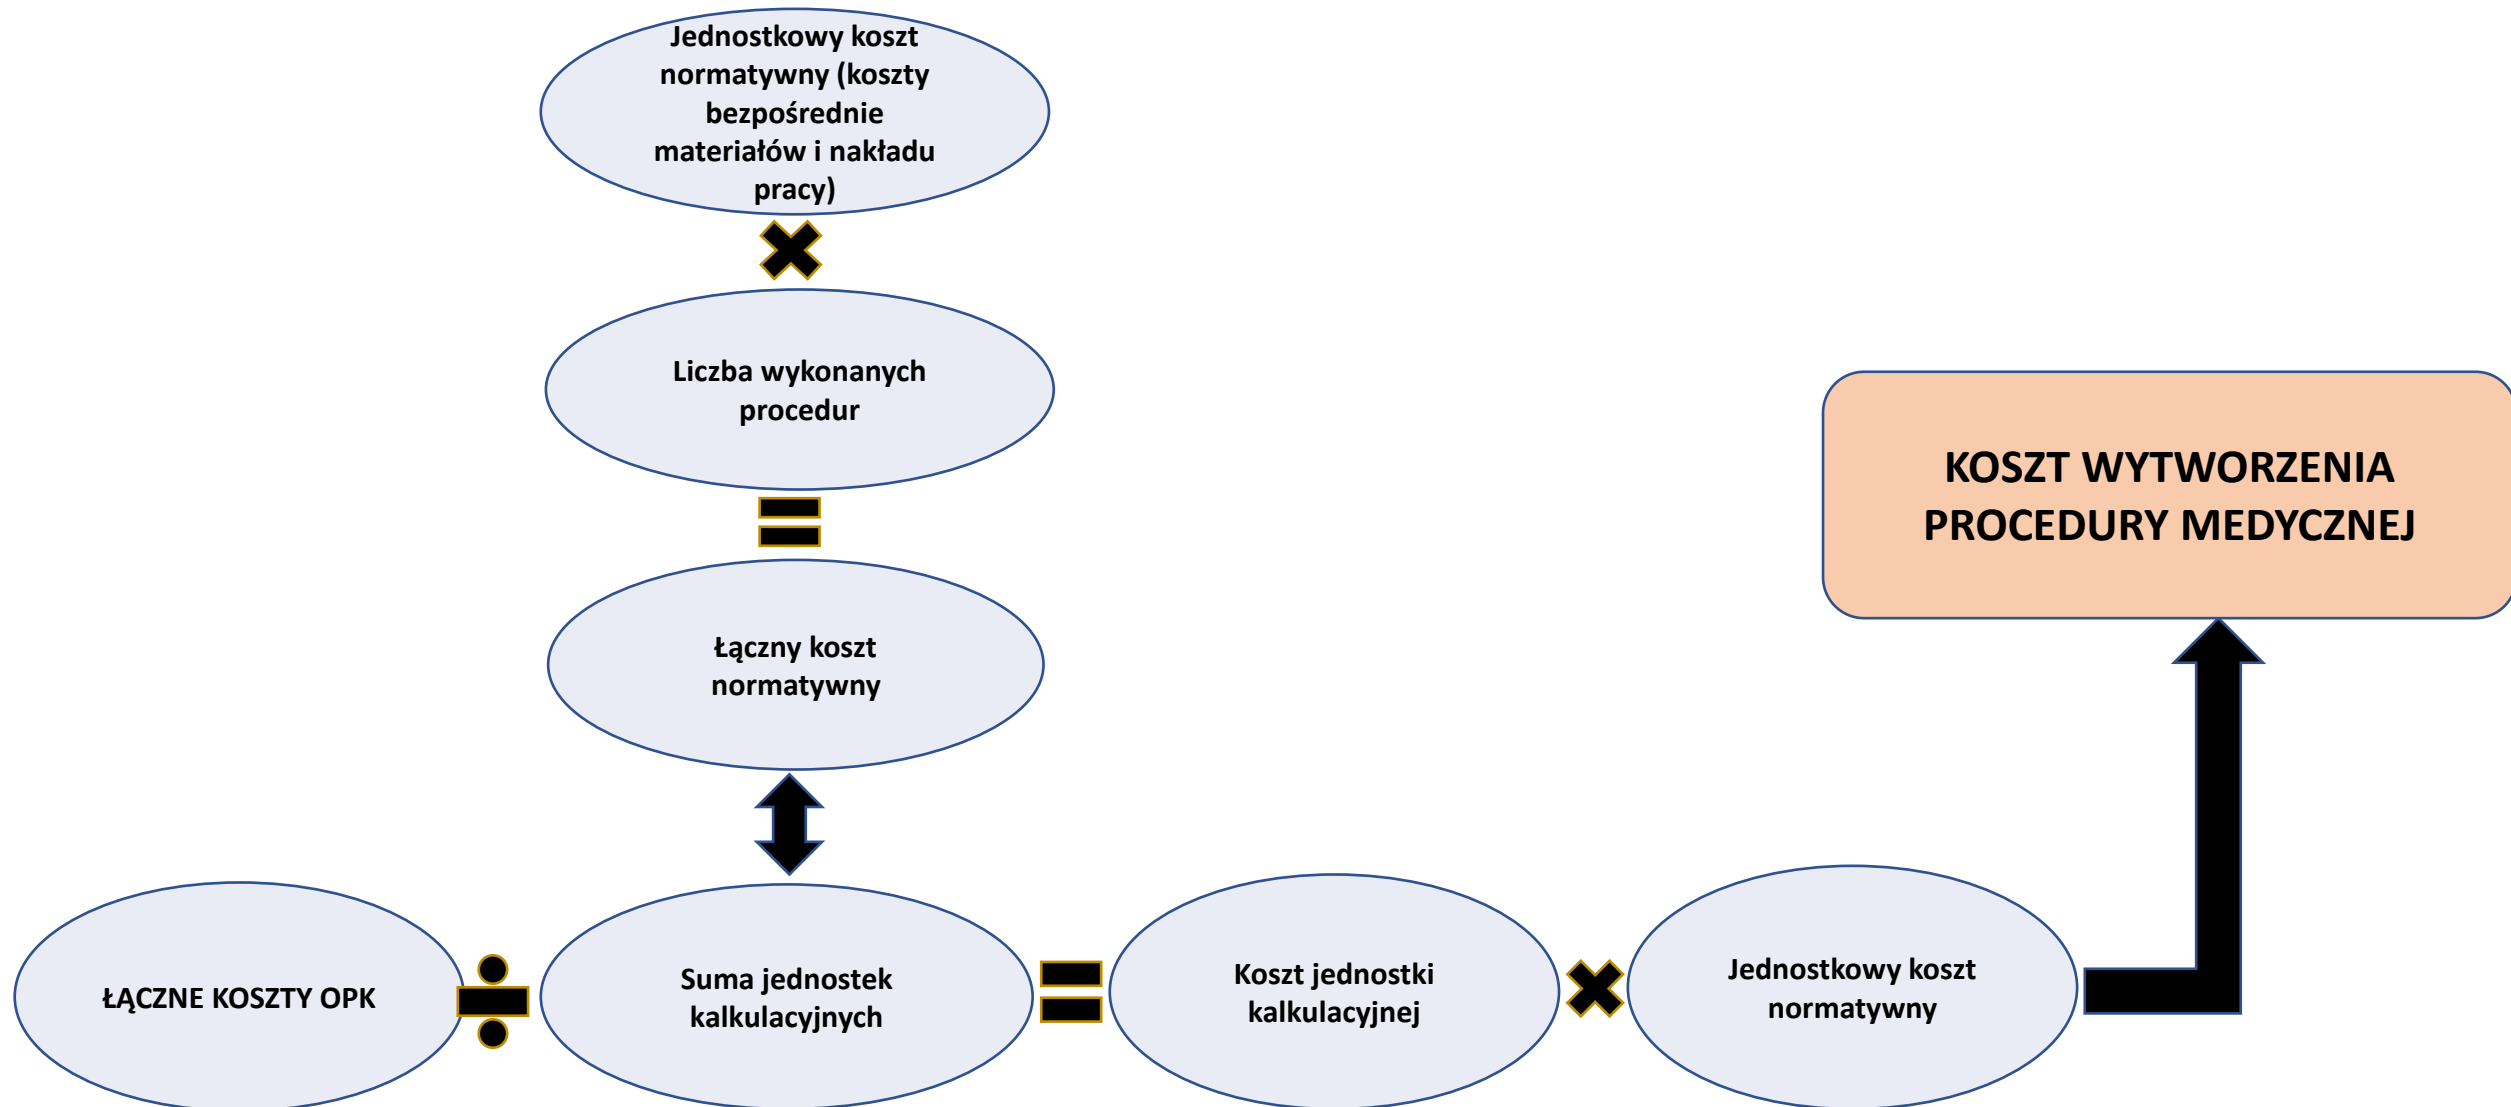 Jednostkowy koszt
normatywny (koszty
bezpośrednie
materiałów i nakładu
pracy)
Liczba wykonanych
procedur
KOSZT WYTWORZENIA
PROCEDURY MEDYCZNEJ
Łączny koszt
normatywny
ŁĄCZNE KOSZTY OPK
Suma jednostek
kalkulacyjnych
Koszt jednostki
kalkulacyjnej
Jednostkowy koszt
normatywny